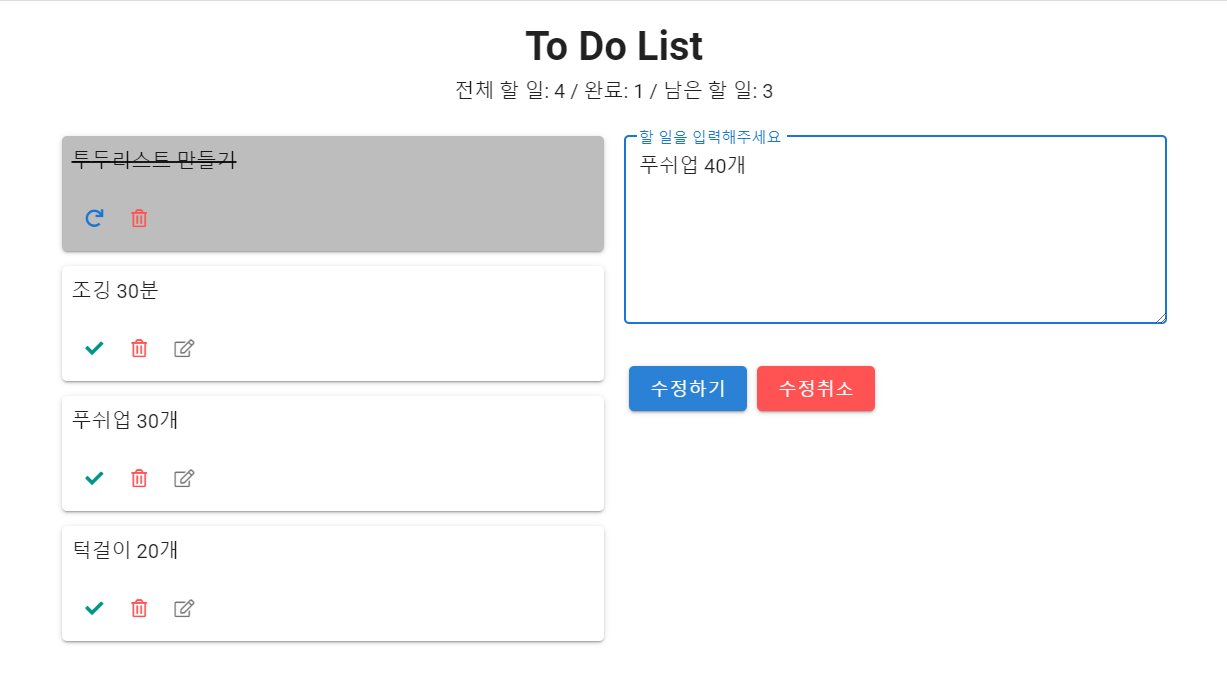 To Do List
전체 할 일: 4 / 완료: 1 / 남은 할 일: 3
투두리스트 만들기
조깅 30분
푸쉬업 30개
턱걸이 20개
할 일을 입력해주세요
푸쉬업 40개
수정하기
수정취소